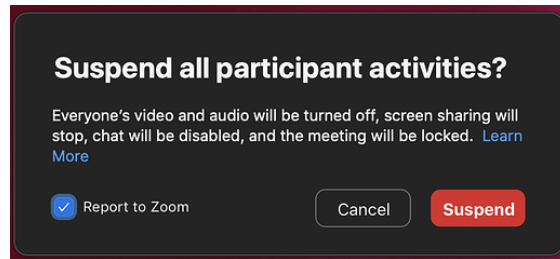 Suspend all participant activities?
Everyone's video and audio will be turned off, screen sharing will
stop, chat will be disabled, and the meeting will be locked. Learn
More
Report to Zoom
Cancel
Suspend